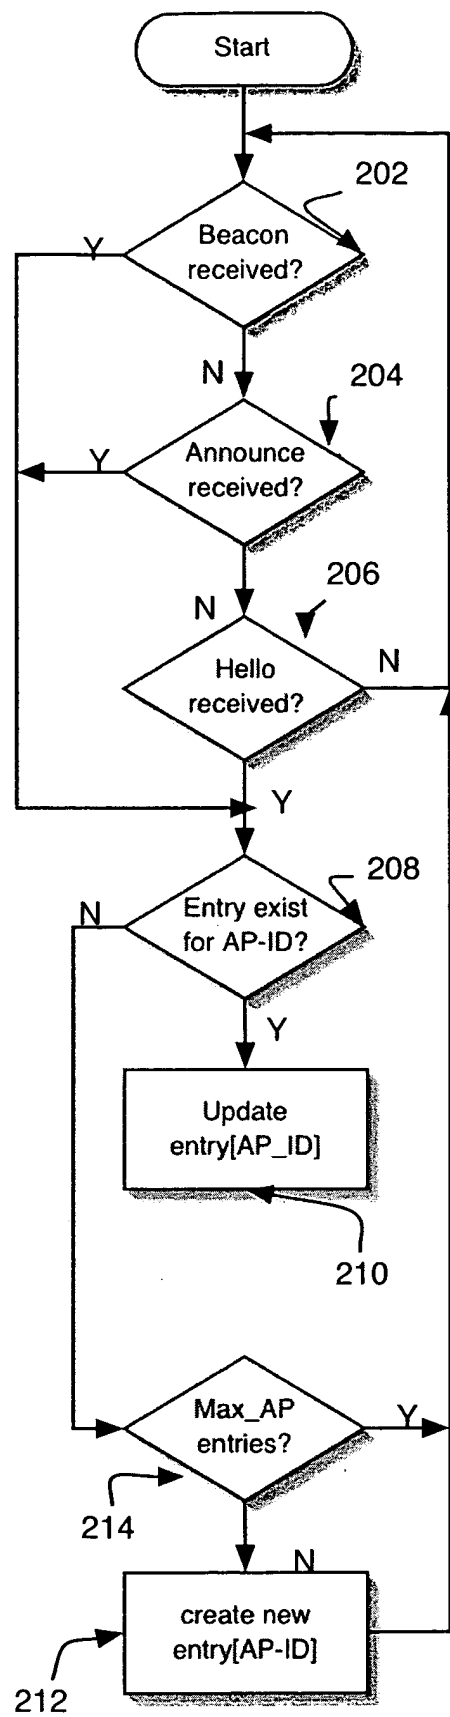 Start
202
Beacon
received?
Y
N
204
Announce
received?
Y
206
N
Hello
received?
N
Y
208
Entry exist
for AP-ID?
N
Y
Update
entry[AP_ID]
210
Max_AP
entries?
Y
214
N
create new
entry[AP-ID]
212